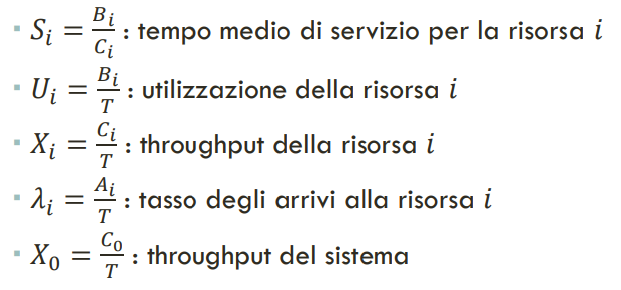 ▪ $S_i = \frac{B_i}{C_i}$ : tempo medio di servizio per la risorsa $i$
▪ $U_i = \frac{B_i}{T}$ : utilizzazione della risorsa $i$
▪ $X_i = \frac{C_i}{T}$ : throughput della risorsa $i$
▪ $\lambda_i = \frac{A_i}{T}$ : tasso degli arrivi alla risorsa $i$
▪ $X_0 = \frac{C_0}{T}$ : throughput del sistema